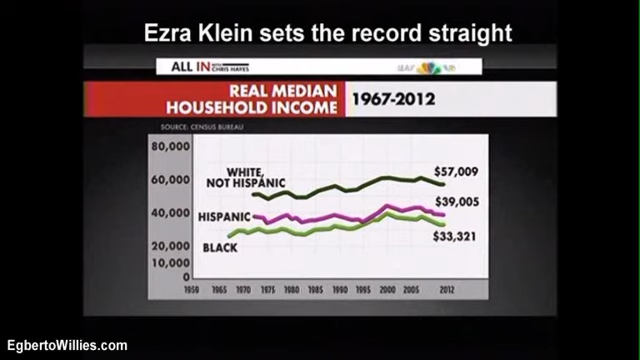 Ezra Klein sets the record straight
ALL IN WITH CHRIS HAYES
REAL MEDIAN
HOUSEHOLD INCOME
1967-2012
SOURCE: CENSUS BUREAU
80,000
60,000
40,000
20,000
10,000
0
WHITE,
NOT HISPANIC
$57,009
HISPANIC
$39,005
BLACK
$33,321
1959 1965 1970 1975 1980 1985 1990 1995 2000 2005 2012
EgbertoWillies.com